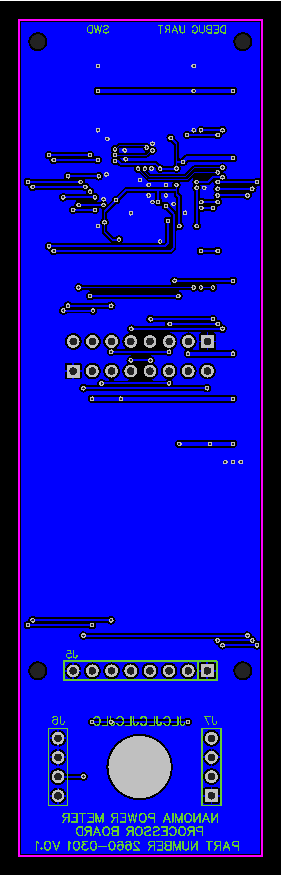 SWD DEBUG UART
J5
JLCJLCJLCJLC
J6 J7
NANOMIA POWER METER
PROCESSOR BOARD
PART NUMBER 2660-0301 V0.1